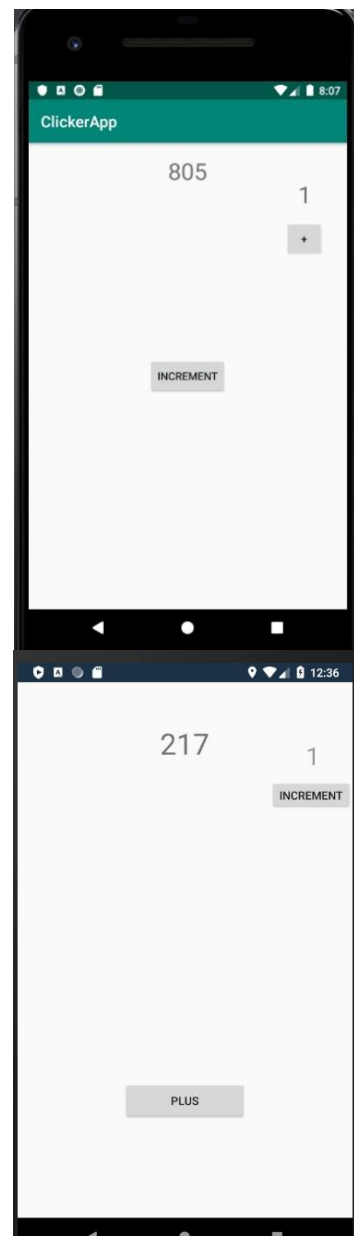 8:07
ClickerApp
805
1
+
INCREMENT
12:36
217
1
INCREMENT
PLUS